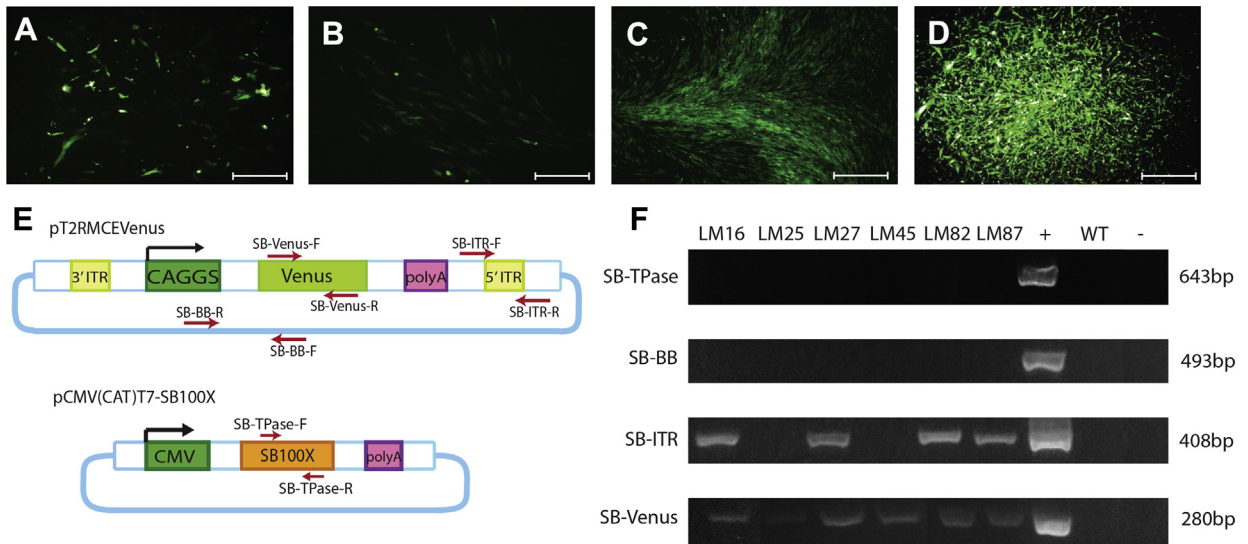 A
B
C
D
E
pT2RMCEVenus
SB-Venus-F
SB-ITR-F
3' ITR
CAGGS
Venus
polyA
5' ITR
SB-Venus-R
SB-ITR-R
SB-BB-R
SB-BB-F
pCMV(CAT)T7-SB100X
SB-TPase-F
CMV
SB100X
polyA
SB-TPase-R
F
LM16 LM25 LM27 LM45 LM82 LM87 + WT -
SB-TPase 643bp
SB-BB 493bp
SB-ITR 408bp
SB-Venus 280bp